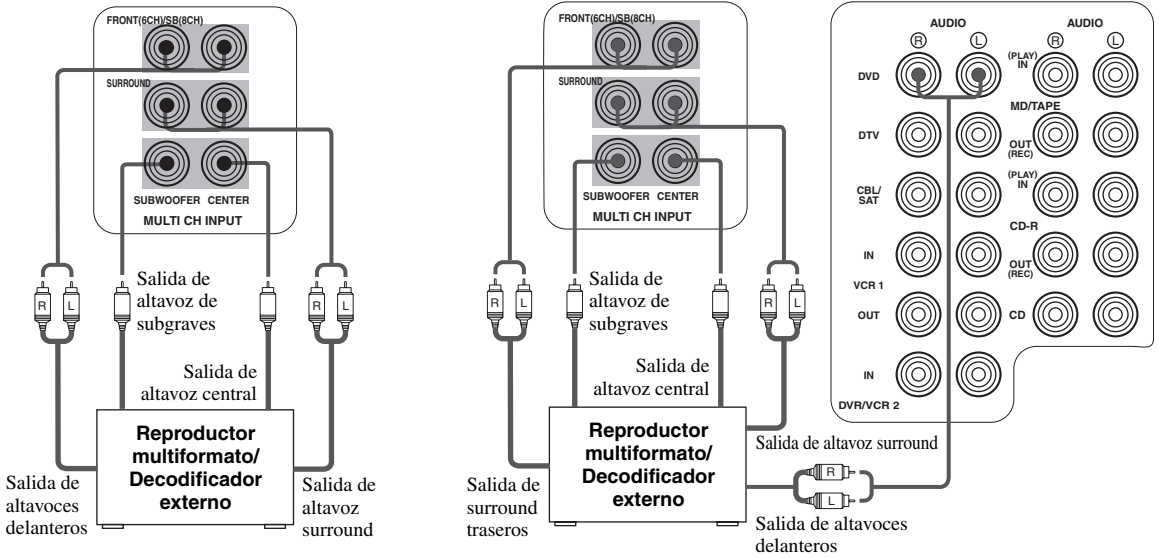 FRONT(6CH)/SB(8CH)
SURROUND
SUBWOOFER CENTER
MULTI CH INPUT
R L
Salida de
altavoz de
subgraves
R L
Salida de
altavoz central
Reproductor
multiformato/
Decodificador
externo
Salida de
altavoces
delanteros
Salida de
altavoz
surround
FRONT(6CH)/SB(8CH)
SURROUND
SUBWOOFER CENTER
MULTI CH INPUT
R L
Salida de
altavoz de
subgraves
R L
Salida de
altavoz central
Reproductor
multiformato/
Decodificador
externo
Salida de
surround
traseros
Salida de altavoz surround
R
L
Salida de altavoces
delanteros
AUDIO AUDIO
R L R L
DVD
(PLAY)
IN
MD/TAPE
DTV
OUT
(REC)
CBL/
SAT
(PLAY)
IN
CD-R
IN
OUT
(REC)
VCR 1
OUT
CD
IN
DVR/VCR 2